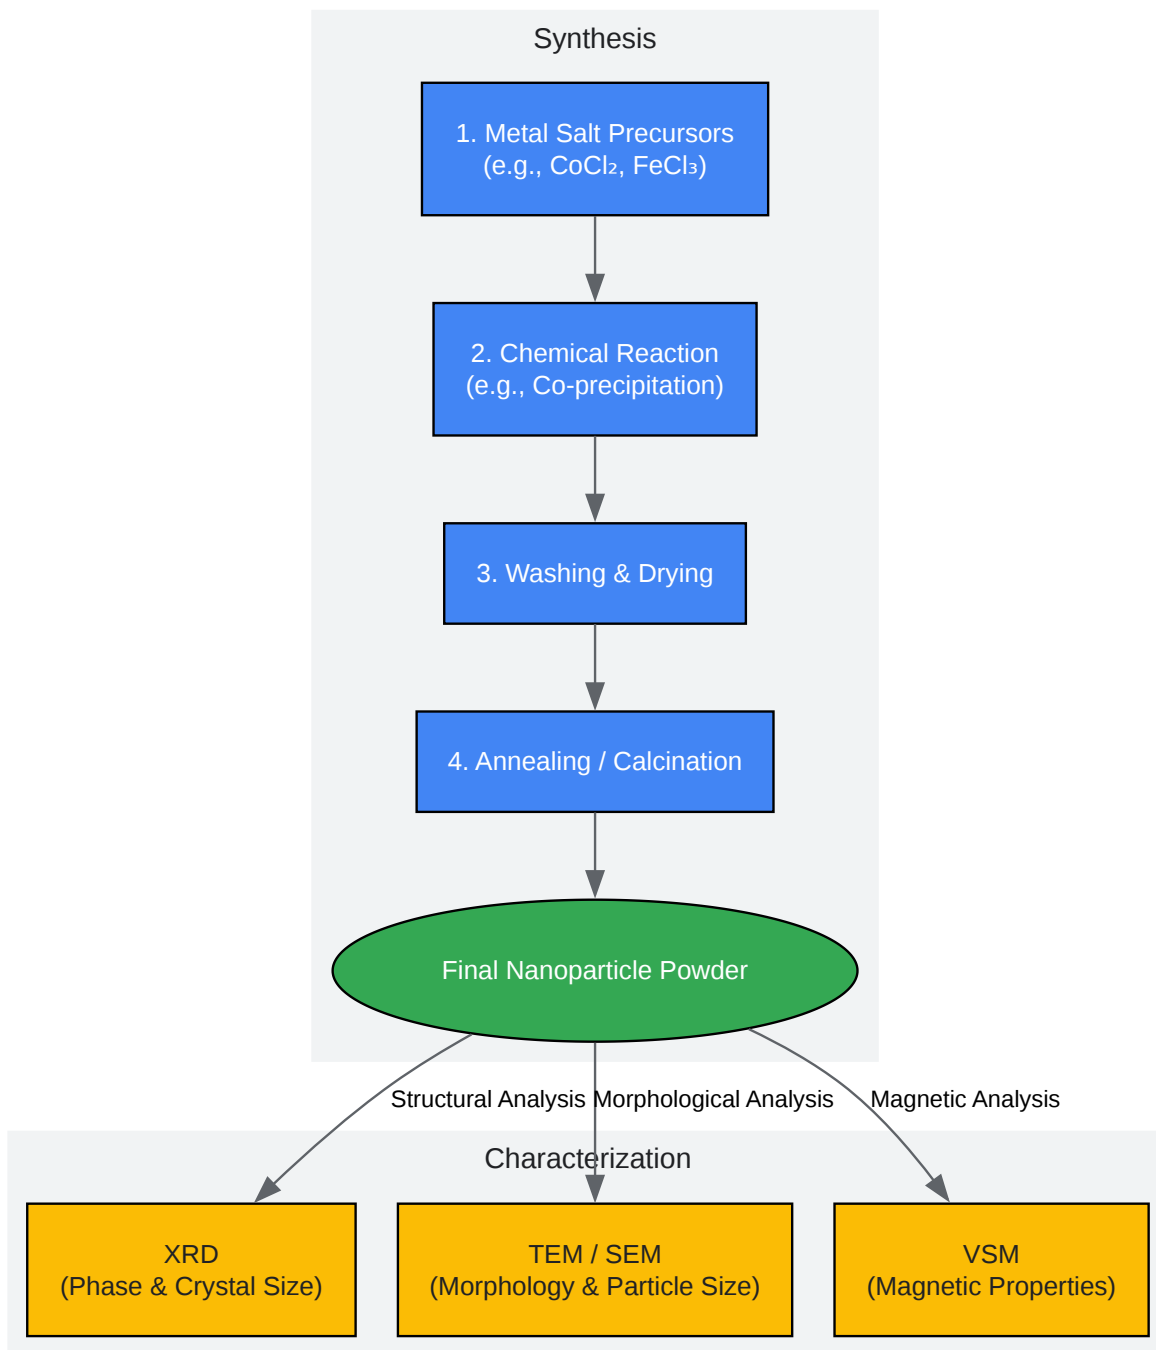 Synthesis
1. Metal Salt Precursors
(e.g., CoCl₂, FeCl₃)
2. Chemical Reaction
(e.g., Co-precipitation)
3. Washing & Drying
4. Annealing / Calcination
Final Nanoparticle Powder
Structural Analysis
Morphological Analysis
Magnetic Analysis
Characterization
XRD
(Phase & Crystal Size)
TEM / SEM
(Morphology & Particle Size)
VSM
(Magnetic Properties)